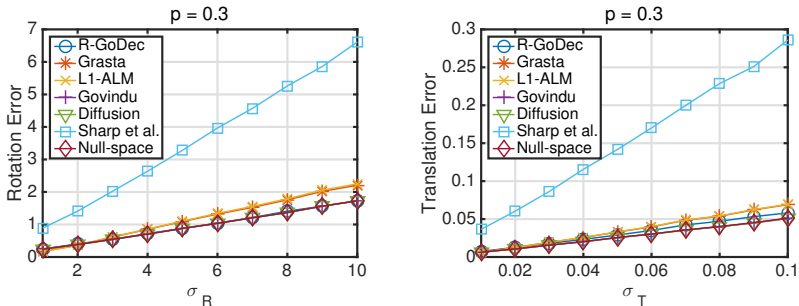 p = 0.3
Rotation Error
7
6
5
4
3
2
1
0
R-GoDec
Grasta
L1-ALM
Govindu
Diffusion
Sharp et al.
Null-space
2
4
6
8
10
σ R
p = 0.3
Translation Error
0.3
0.25
0.2
0.15
0.1
0.05
0
R-GoDec
Grasta
L1-ALM
Govindu
Diffusion
Sharp et al.
Null-space
0.02
0.04
0.06
0.08
0.1
σ T